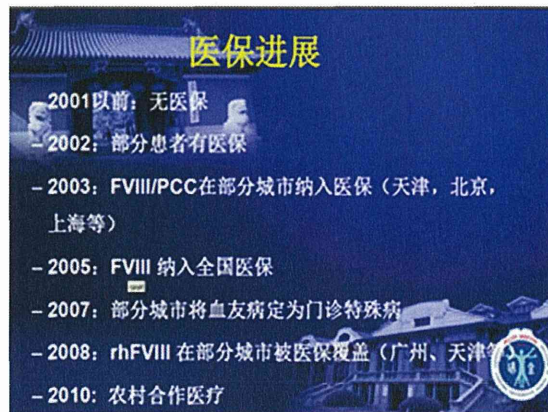 医保进展
2001以前：无医保
– 2002：部分患者有医保
– 2003：FVIII/PCC在部分城市纳入医保（天津，北京，
上海等）
– 2005：FVIII 纳入全国医保
– 2007：部分城市将血友病定为门诊特殊病
– 2008：rhFVIII 在部分城市被医保覆盖（广州、天津等
– 2010：农村合作医疗